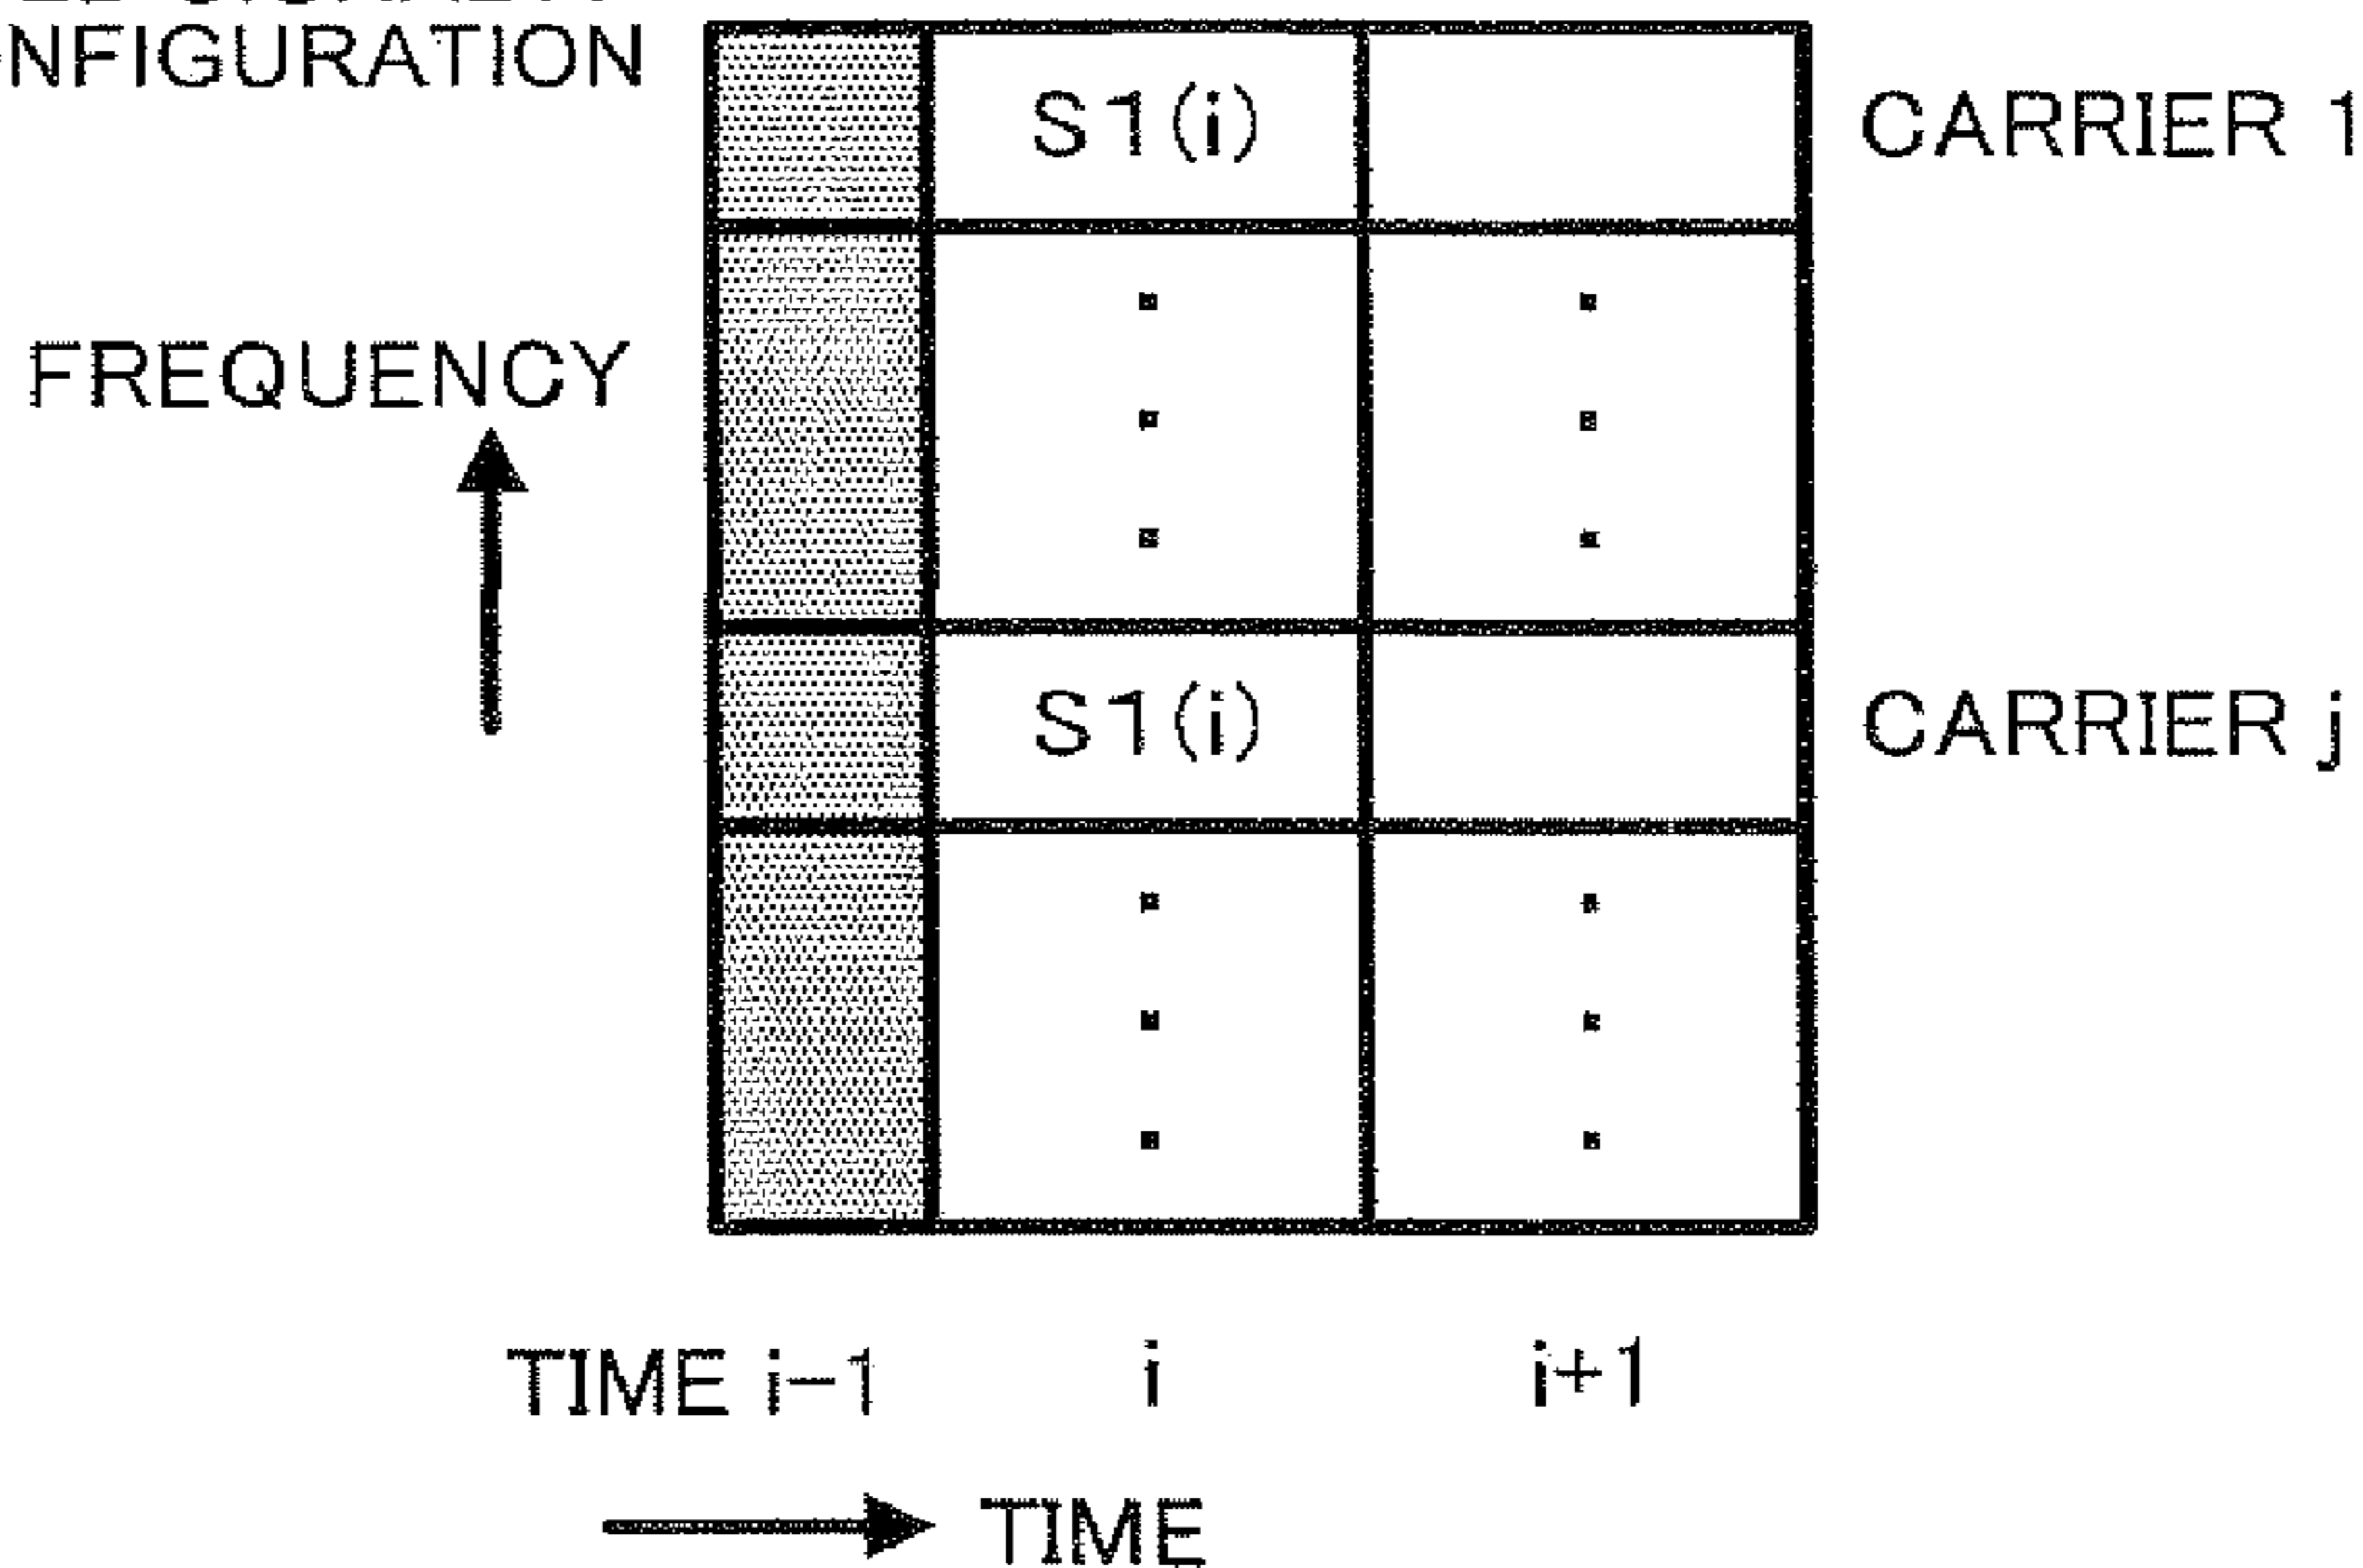 NFIGURATION
S1(i) CARRIER 1
FREQUENCY
S1(i) CARRIER j
TIME i-1 i i+1
TIME